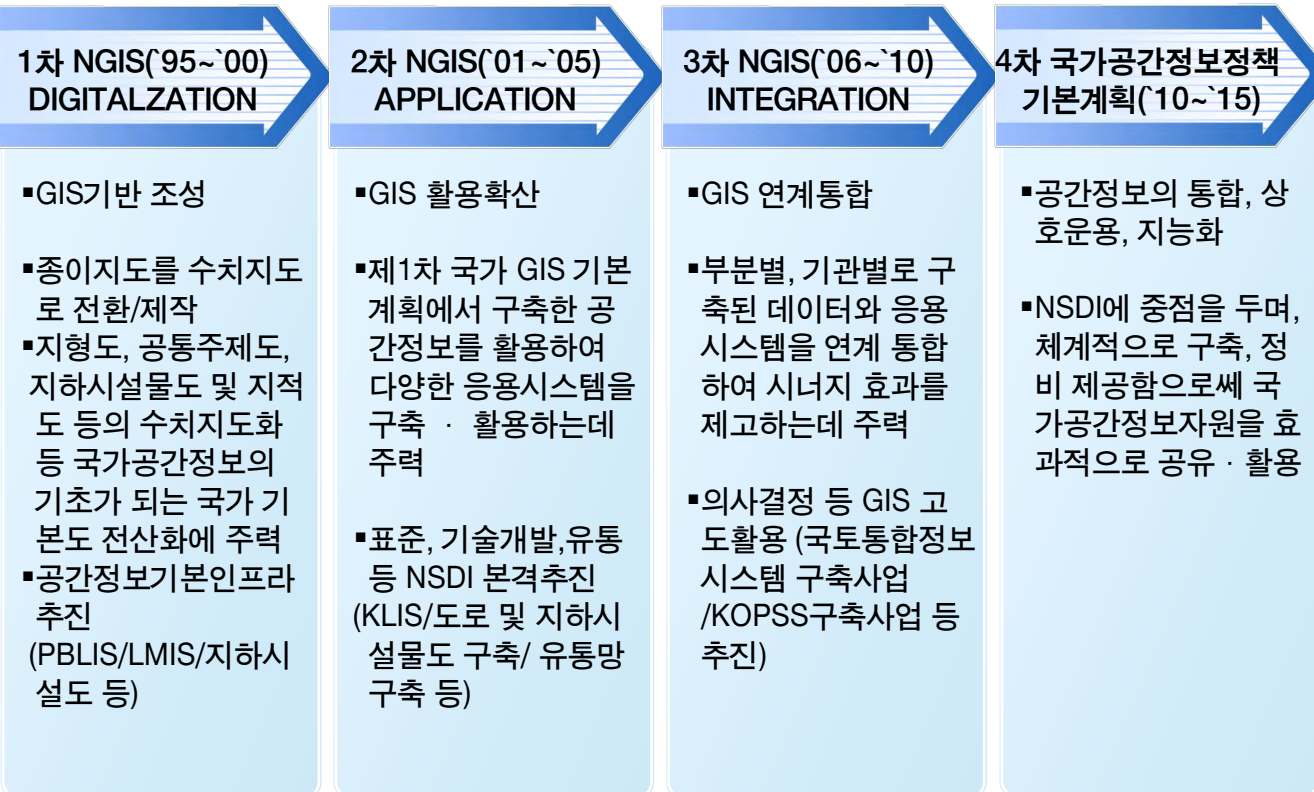 1차 NGIS(`95~`00)
DIGITALZATION
▪GIS기반 조성
▪종이지도를 수치지도
로 전환/제작
▪지형도, 공통주제도,
지하시설물도 및 지적
도 등의 수치지도화
등 국가공간정보의
기초가 되는 국가 기
본도 전산화에 주력
▪공간정보기본인프라
추진
(PBLIS/LMIS/지하시
설도 등)
2차 NGIS(`01~`05)
APPLICATION
▪GIS 활용확산
▪제1차 국가 GIS 기본
계획에서 구축한 공
간정보를 활용하여
다양한 응용시스템을
구축 · 활용하는데
주력
▪표준, 기술개발,유통
등 NSDI 본격추진
(KLIS/도로 및 지하시
설물도 구축/ 유통망
구축 등)
3차 NGIS(`06~`10)
INTEGRATION
▪GIS 연계통합
▪부분별, 기관별로 구
축된 데이터와 응용
시스템을 연계 통합
하여 시너지 효과를
제고하는데 주력
▪의사결정 등 GIS 고
도활용 (국토통합정보
시스템 구축사업
/KOPSS구축사업 등
추진)
4차 국가공간정보정책
기본계획(`10~`15)
▪공간정보의 통합, 상
호운용, 지능화
▪NSDI에 중점을 두며,
체계적으로 구축, 정
비 제공함으로쎄 국
가공간정보자원을 효
과적으로 공유 · 활용